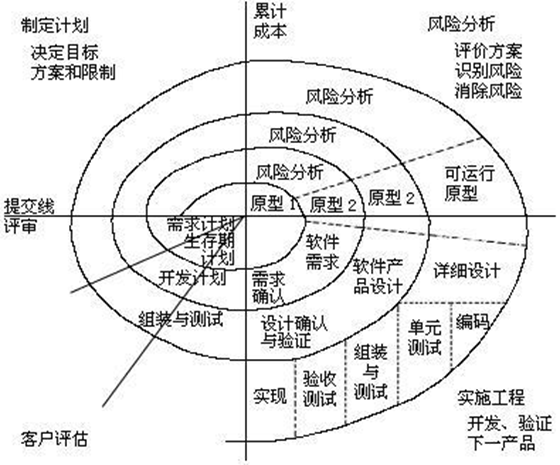 制定计划
决定目标
方案和限制
累计
成本
风险分析
评价方案
识别风险
消除风险
风险分析
风险分析
风险分析
可运行
原型
原型1
原型2
原型2
提交线
评审
需求计划
生存期
计划
开发计划
组装与测试
需求
确认
软件
需求
软件产
品设计
详细设计
设计确认
与验证
实现
验收
测试
组装
与
测试
单元
测试
编码
客户评估
实施工程
开发、验证
下一产品